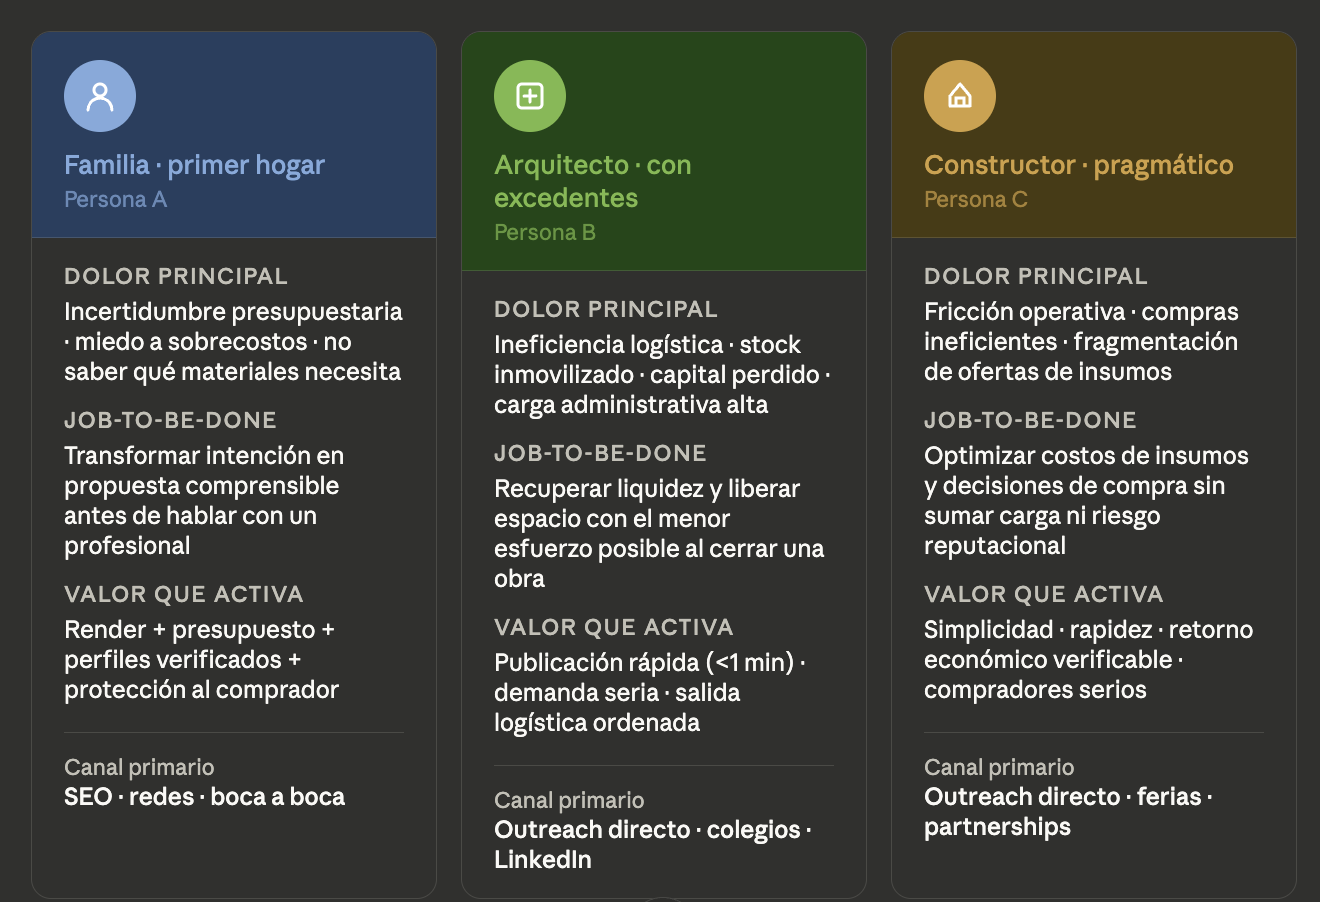 Familia · primer hogar
Persona A
DOLOR PRINCIPAL
Incertidumbre presupuestaria
· miedo a sobrecostos · no
saber qué materiales necesita
JOB-TO-BE-DONE
Transformar intención en
propuesta comprensible
antes de hablar con un
profesional
VALOR QUE ACTIVA
Render + presupuesto +
perfiles verificados +
protección al comprador
Canal primario
SEO · redes · boca a boca
Arquitecto · con
excedentes
Persona B
DOLOR PRINCIPAL
Ineficiencia logística · stock
inmovilizado · capital perdido ·
carga administrativa alta
JOB-TO-BE-DONE
Recuperar liquidez y liberar
espacio con el menor
esfuerzo posible al cerrar una
obra
VALOR QUE ACTIVA
Publicación rápida (<1 min) ·
demanda seria · salida
logística ordenada
Canal primario
Outreach directo · colegios ·
LinkedIn
Constructor · pragmático
Persona C
DOLOR PRINCIPAL
Fricción operativa · compras
ineficientes · fragmentación
de ofertas de insumos
JOB-TO-BE-DONE
Optimizar costos de insumos
y decisiones de compra sin
sumar carga ni riesgo
reputacional
VALOR QUE ACTIVA
Simplicidad · rapidez · retorno
económico verificable ·
compradores serios
Canal primario
Outreach directo · ferias ·
partnerships